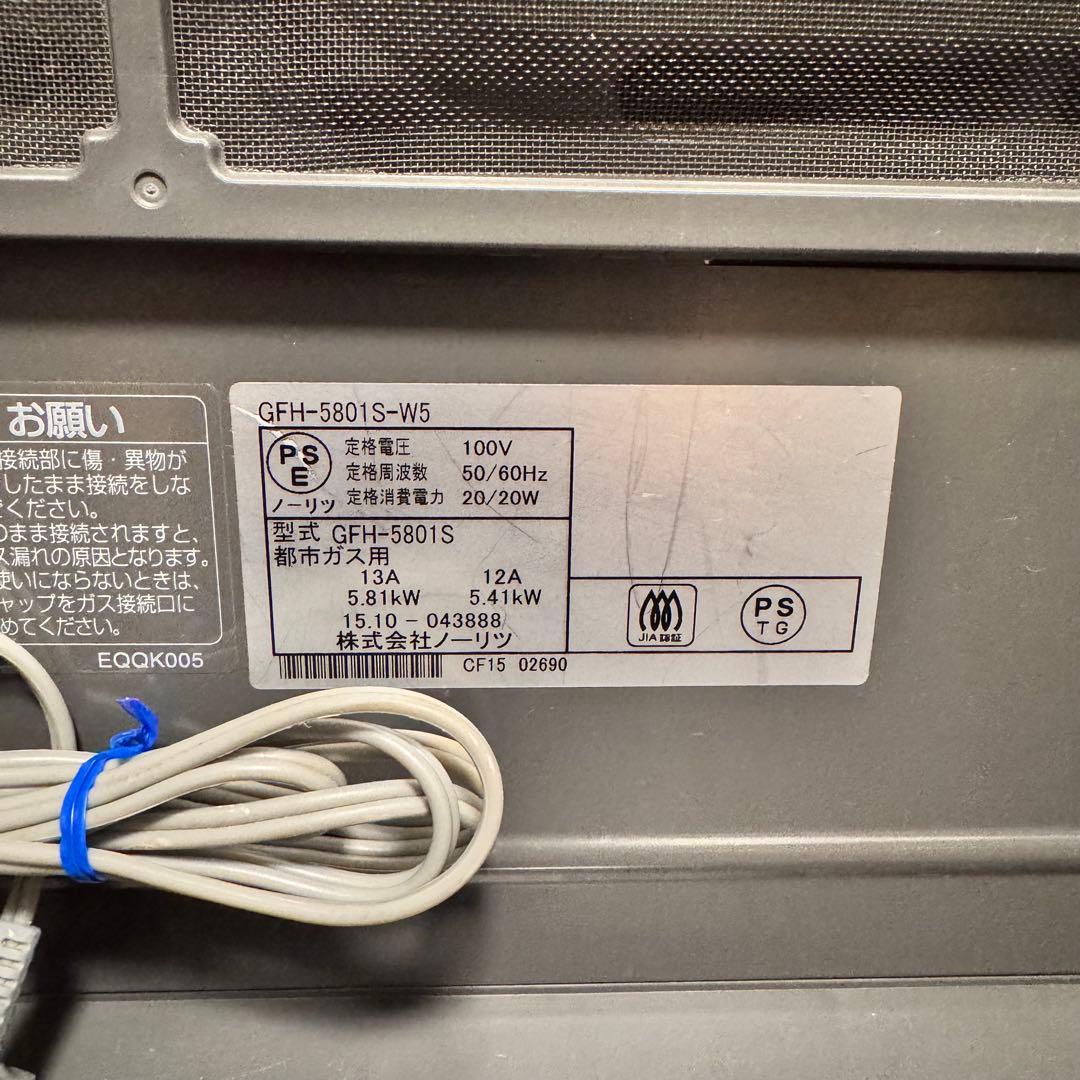 お願い
接続部に傷・異物が
したまま接続をしな
ください。
のまま接続されますと、
ス漏れの原因となります。
使いにならないときは、
ャップをガス接続口に
めてください。
EQQK005
GFH-5801S-W5
PS
E
ノーリツ
定格電圧 100V
定格周波数 50/60Hz
定格消費電力 20/20W
型式 GFH-5801S
都市ガス用
13A 12A
5.81kW 5.41kW
15.10 - 043888
株式会社ノーリツ
JIA 認証
PS
TG
CF15 02690